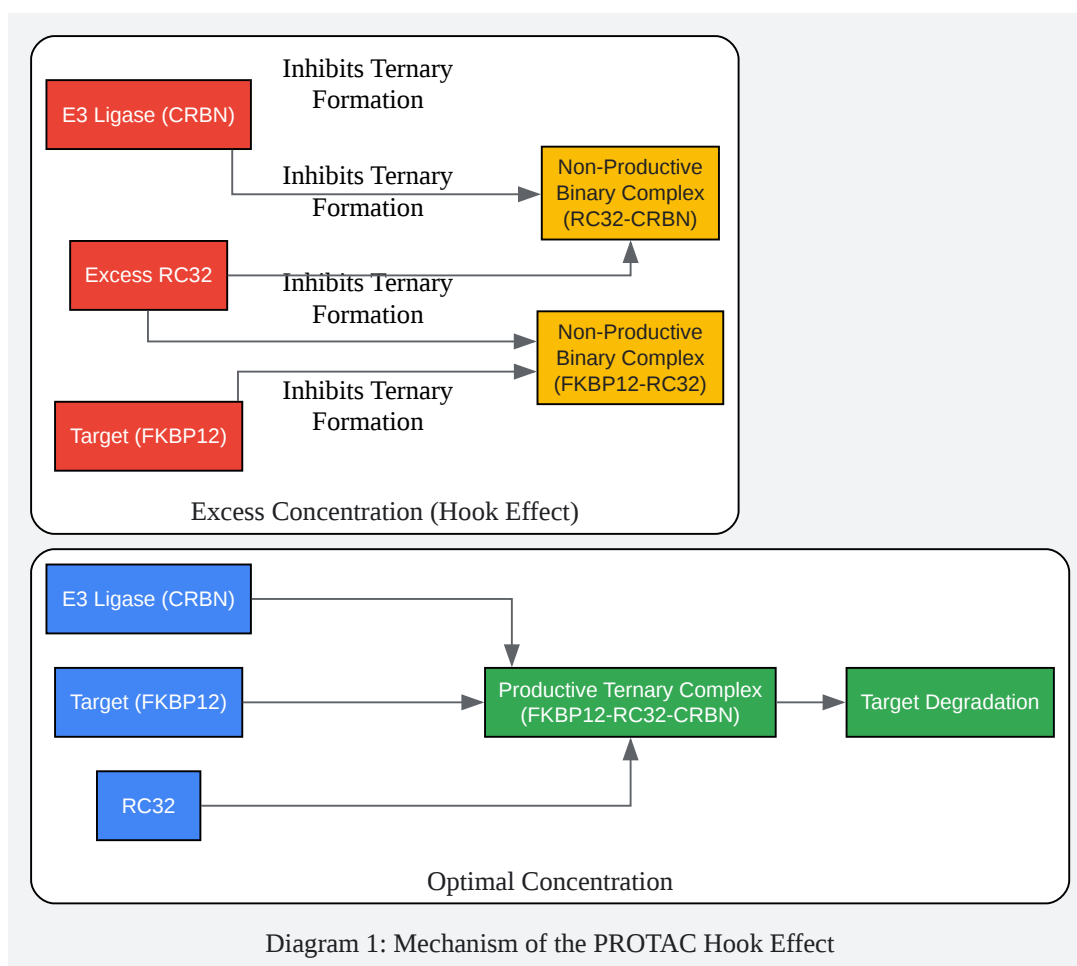 Inhibits Ternary
Formation
E3 Ligase (CRBN)
Inhibits Ternary
Formation
Non-Productive
Binary Complex
(RC32-CRBN)
Excess RC32
Inhibits Ternary
Formation
Non-Productive
Binary Complex
(FKBP12-RC32)
Inhibits Ternary
Formation
Target (FKBP12)
Excess Concentration (Hook Effect)
E3 Ligase (CRBN)
Target (FKBP12)
Productive Ternary Complex
(FKBP12-RC32-CRBN)
Target Degradation
RC32
Optimal Concentration
Diagram 1: Mechanism of the PROTAC Hook Effect